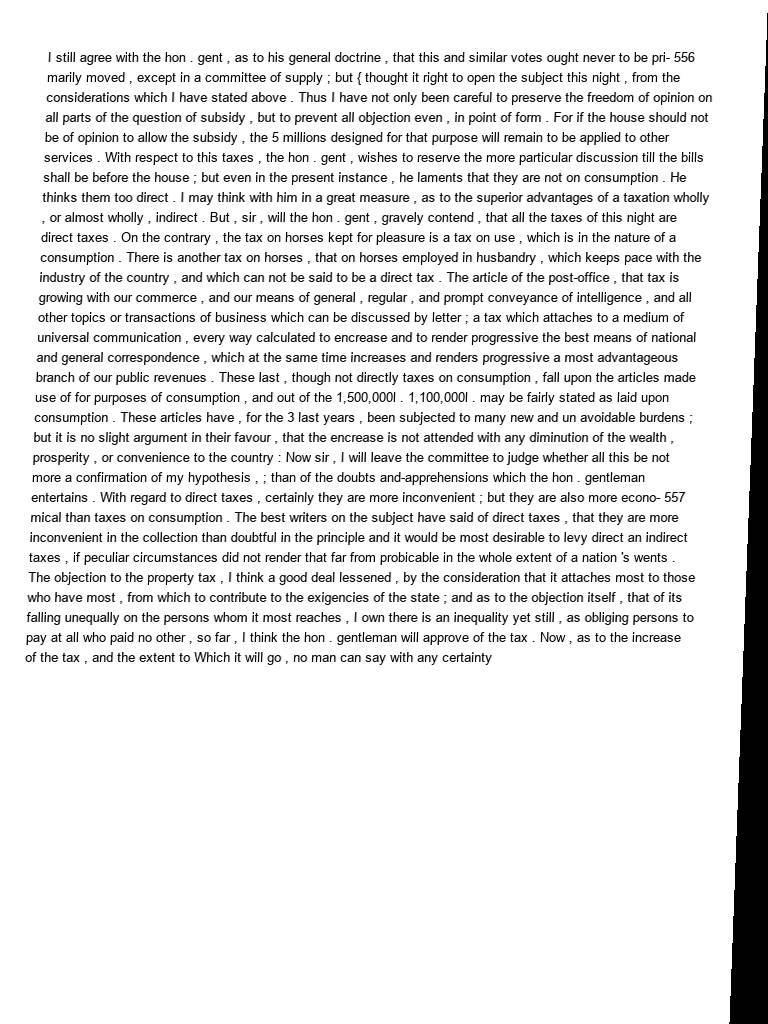 I still agree with the hon . gent , as to his general doctrine , that this and similar votes ought never to be pri- 556
marily moved , except in a committee of supply ; but { thought it right to open the subject this night , from the
considerations which I have stated above . Thus I have not only been careful to preserve the freedom of opinion on
all parts of the question of subsidy , but to prevent all objection even , in point of form . For if the house should not
be of opinion to allow the subsidy , the 5 millions designed for that purpose will remain to be applied to other
services . With respect to this taxes , the hon . gent , wishes to reserve the more particular discussion till the bills
shall be before the house ; but even in the present instance , he laments that they are not on consumption . He
thinks them too direct . I may think with him in a great measure , as to the superior advantages of a taxation wholly
, or almost wholly , indirect . But , sir , will the hon . gent , gravely contend , that all the taxes of this night are
direct taxes . On the contrary , the tax on horses kept for pleasure is a tax on use , which is in the nature of a
consumption . There is another tax on horses , that on horses employed in husbandry , which keeps pace with the
industry of the country , and which can not be said to be a direct tax . The article of the post-office , that tax is
growing with our commerce , and our means of general , regular , and prompt conveyance of intelligence , and all
other topics or transactions of business which can be discussed by letter ; a tax which attaches to a medium of
universal communication , every way calculated to encrease and to render progressive the best means of national
and general correspondence , which at the same time increases and renders progressive a most advantageous
branch of our public revenues . These last , though not directly taxes on consumption , fall upon the articles made
use of for purposes of consumption , and out of the 1,500,000l . 1,100,000l . may be fairly stated as laid upon
consumption . These articles have , for the 3 last years , been subjected to many new and un avoidable burdens ;
but it is no slight argument in their favour , that the encrease is not attended with any diminution of the wealth ,
prosperity , or convenience to the country : Now sir , I will leave the committee to judge whether all this be not
more a confirmation of my hypothesis , ; than of the doubts and-apprehensions which the hon . gentleman
entertains . With regard to direct taxes , certainly they are more inconvenient ; but they are also more econo- 557
mical than taxes on consumption . The best writers on the subject have said of direct taxes , that they are more
inconvenient in the collection than doubtful in the principle and it would be most desirable to levy direct an indirect
taxes , if peculiar circumstances did not render that far from probicable in the whole extent of a nation 's wents .
The objection to the property tax , I think a good deal lessened , by the consideration that it attaches most to those
who have most , from which to contribute to the exigencies of the state ; and as to the objection itself , that of its
falling unequally on the persons whom it most reaches , I own there is an inequality yet still , as obliging persons to
pay at all who paid no other , so far , I think the hon . gentleman will approve of the tax . Now , as to the increase
of the tax , and the extent to Which it will go , no man can say with any certainty